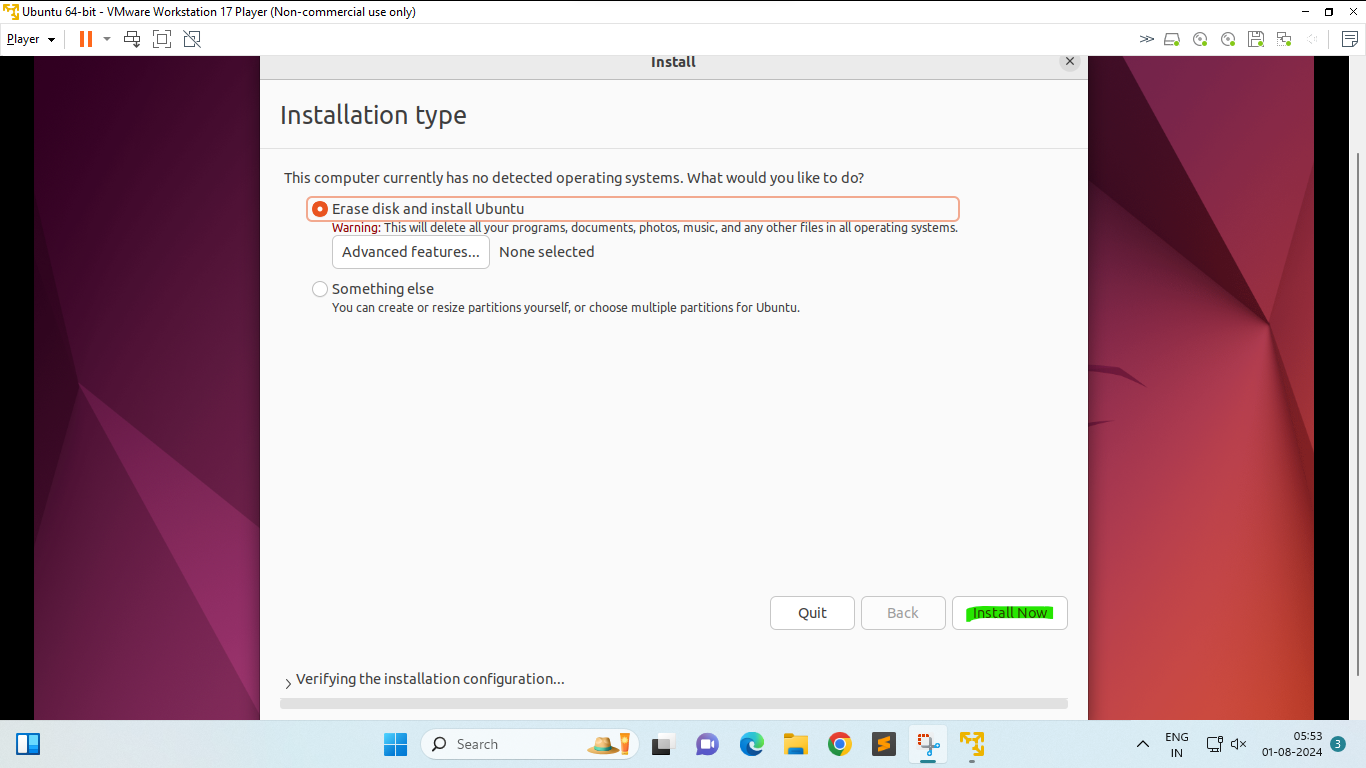 Ubuntu 64-bit - VMware Workstation 17 Player (Non-commercial use only)
Player
Install
Installation type
This computer currently has no detected operating systems. What would you like to do?
Erase disk and install Ubuntu
Warning: This will delete all your programs, documents, photos, music, and any other files in all operating systems.
Advanced features... None selected
Something else
You can create or resize partitions yourself, or choose multiple partitions for Ubuntu.
Quit Back Install Now
Verifying the installation configuration...
Search
ENG
IN
05:53
01-08-2024
3